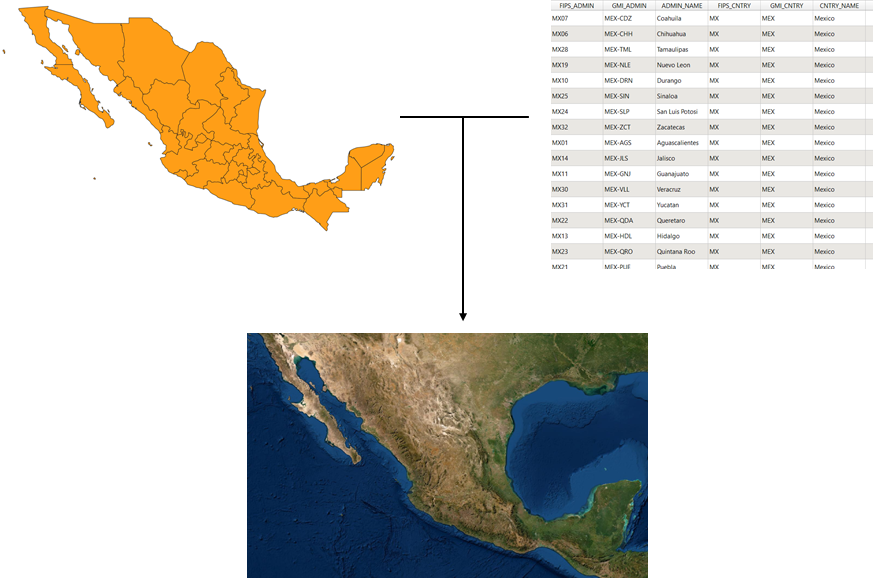 FIPS_ADMIN GMI_ADMIN ADMIN_NAME FIPS_CNTRY GMI_CNTRY CNTRY_NAME
MX07 MEX-CDZ Coahuila MX MEX Mexico
MX06 MEX-CHH Chihuahua MX MEX Mexico
MX28 MEX-TML Tamaulipas MX MEX Mexico
MX19 MEX-NLE Nuevo Leon MX MEX Mexico
MX10 MEX-DRN Durango MX MEX Mexico
MX25 MEX-SIN Sinaloa MX MEX Mexico
MX24 MEX-SLP San Luis Potosi MX MEX Mexico
MX32 MEX-ZCT Zacatecas MX MEX Mexico
MX01 MEX-AGS Aguascalientes MX MEX Mexico
MX14 MEX-JLS Jalisco MX MEX Mexico
MX11 MEX-GNJ Guanajuato MX MEX Mexico
MX30 MEX-VLL Veracruz MX MEX Mexico
MX31 MEX-YCT Yucatan MX MEX Mexico
MX22 MEX-QDA Queretaro MX MEX Mexico
MX13 MEX-HDL Hidalgo MX MEX Mexico
MX23 MEX-QRO Quintana Roo MX MEX Mexico
MX21 MEX-PUE Puebla MX MEX Mexico